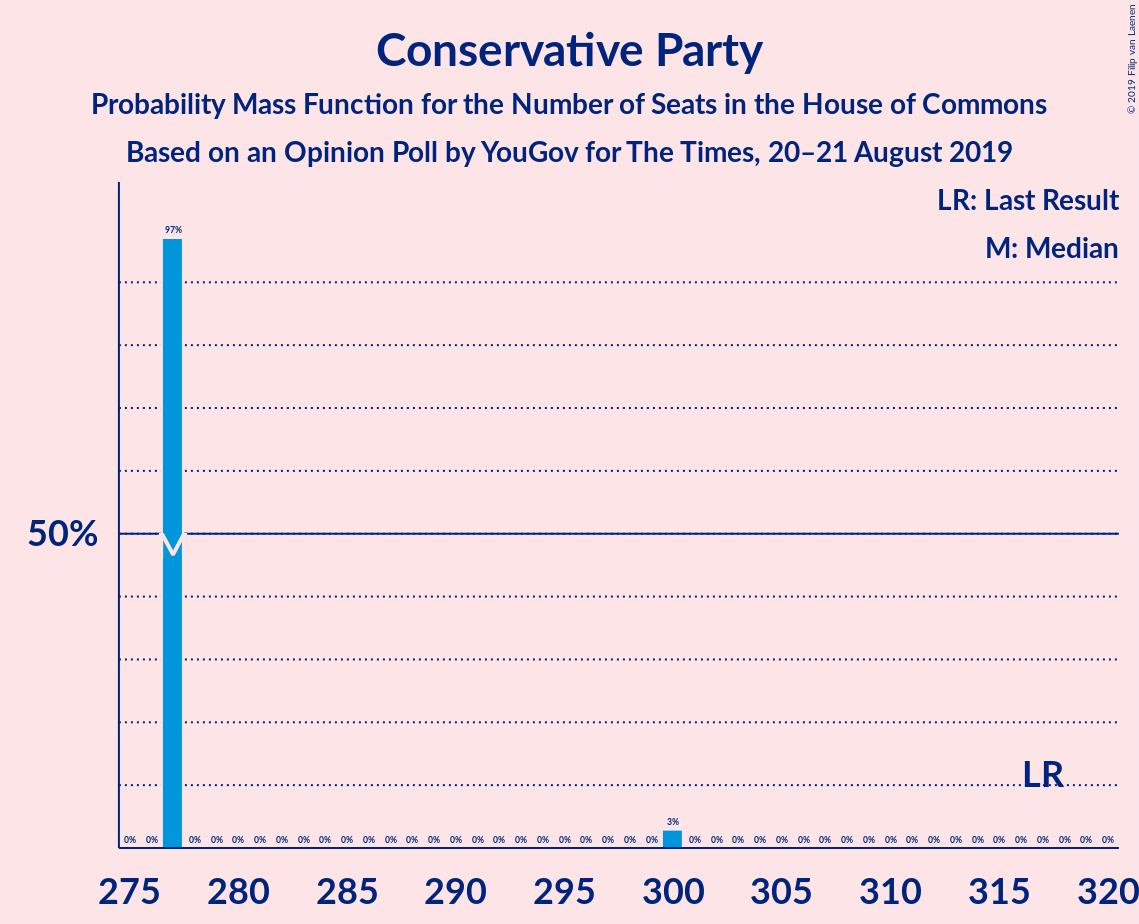 Conservative Party
Probability Mass Function for the Number of Seats in the House of Commons
Based on an Opinion Poll by YouGov for The Times, 20–21 August 2019
© 2019 Filip van Laenen
LR: Last Result
M: Median
97%
50%
LR
3%
0% 0% 0% 0% 0% 0% 0% 0% 0% 0% 0% 0% 0% 0% 0% 0% 0% 0% 0% 0% 0% 0% 0% 0% 0% 0% 0% 0% 0% 0% 0% 0% 0% 0% 0% 0% 0% 0% 0% 0% 0% 0% 0% 0%
275 280 285 290 295 300 305 310 315 320